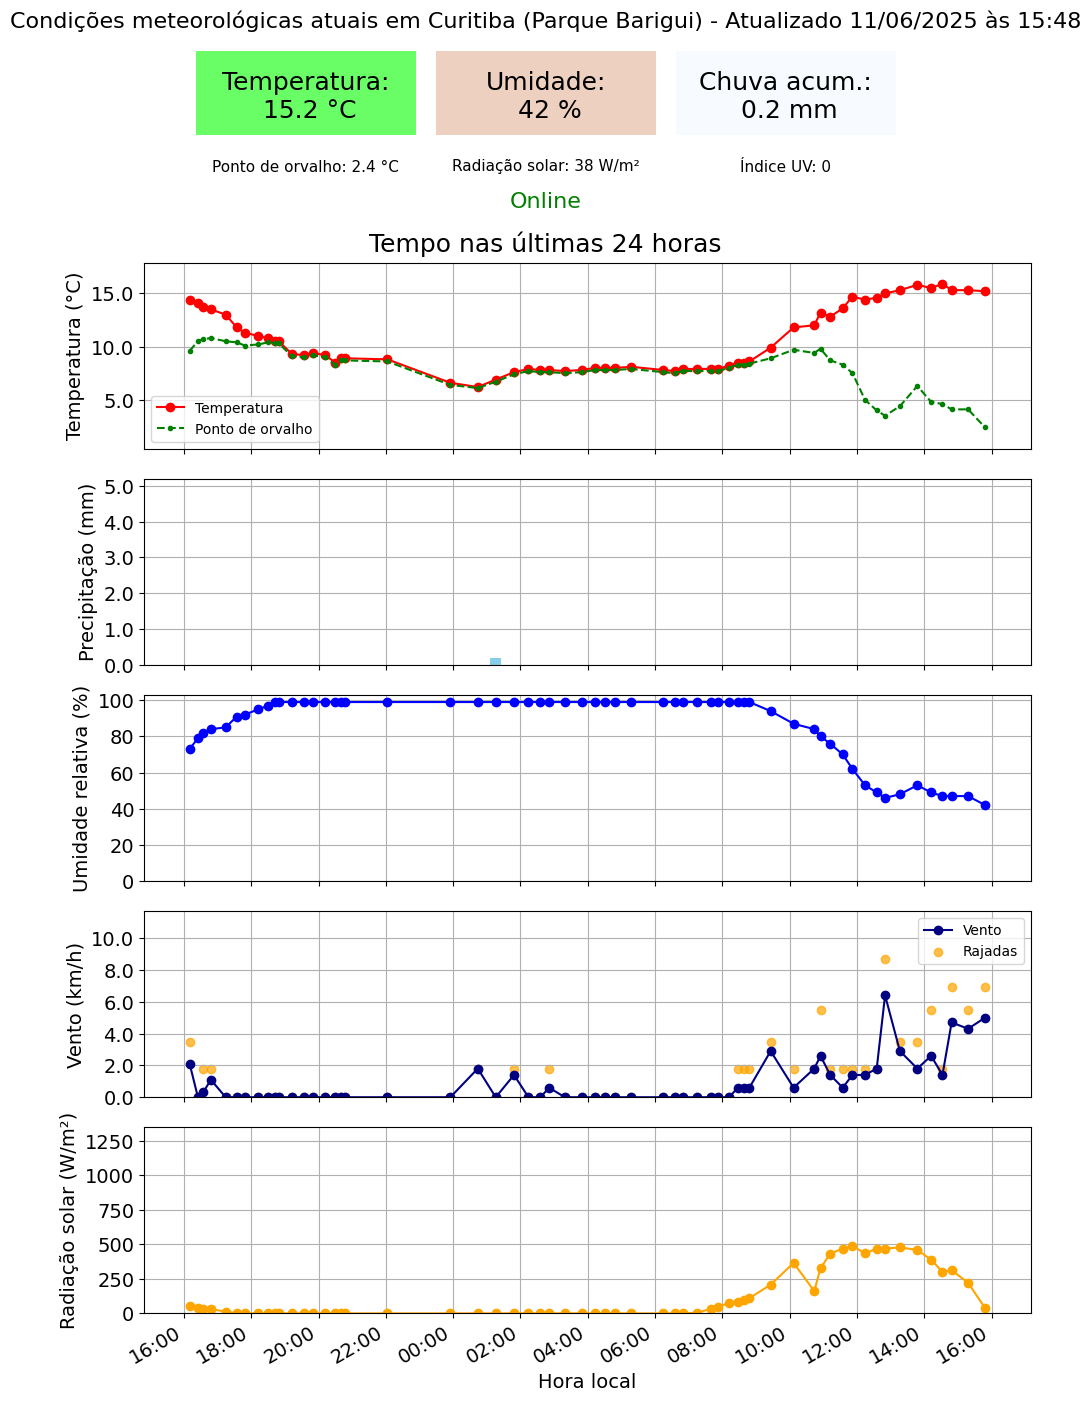 Condições meteorológicas atuais em Curitiba (Parque Barigui) - Atualizado 11/06/2025 às 15:48
Temperatura:
15.2 °C
Umidade:
42 %
Chuva acum.:
0.2 mm
Ponto de orvalho: 2.4 °C
Radiação solar: 38 W/m²
Índice UV: 0
Online
Tempo nas últimas 24 horas
Temperatura (°C)
15.0
10.0
5.0
Temperatura
Ponto de orvalho
Precipitação (mm)
5.0
4.0
3.0
2.0
1.0
0.0
Umidade relativa (%)
100
80
60
40
20
0
Vento (km/h)
10.0
8.0
6.0
4.0
2.0
0.0
Vento
Rajadas
Radiação solar (W/m²)
1250
1000
750
500
250
0
16:00
18:00
20:00
22:00
00:00
02:00
04:00
06:00
08:00
10:00
12:00
14:00
16:00
Hora local